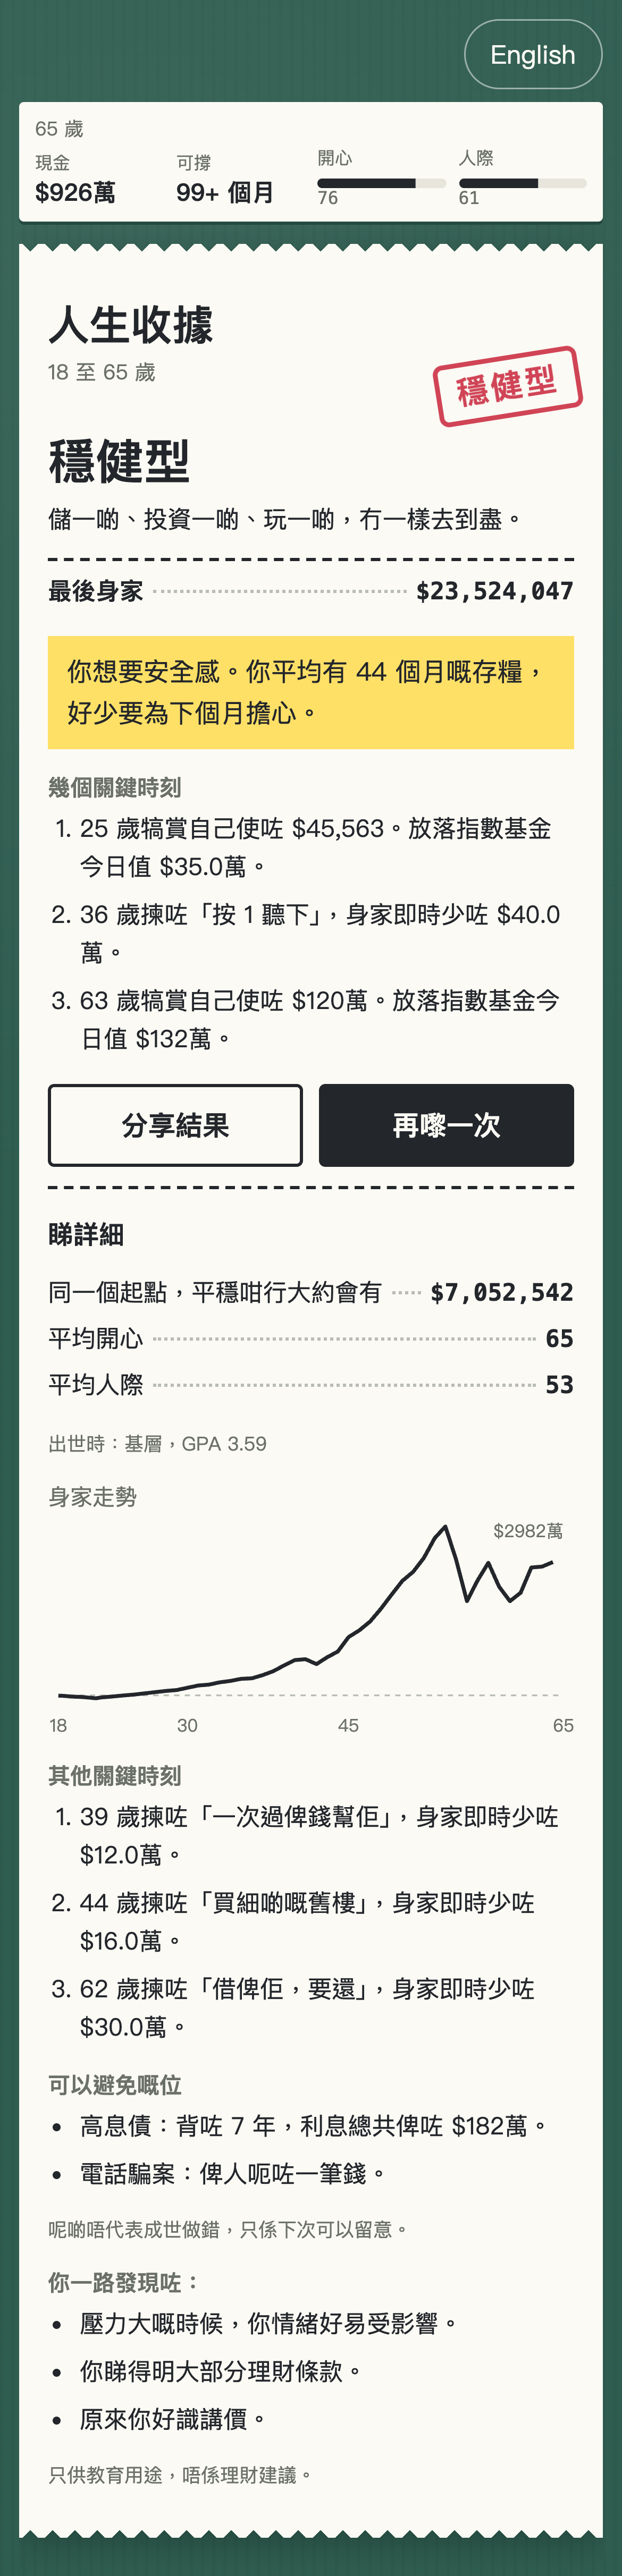 English
65 歲
現金
$926萬
可撐
99+ 個月
開心
76
人際
61
人生收據
18 至 65 歲
穩健型
穩健型
儲一啲、投資一啲、玩一啲，冇一樣去到盡。
最後身家 $23,524,047
你想要安全感。你平均有 44 個月嘅存糧，
好少要為下個月擔心。
幾個關鍵時刻
1. 25 歲犒賞自己使咗 $45,563。放落指數基金
今日值 $35.0萬。
2. 36 歲揀咗「按 1 聽下」，身家即時少咗 $40.0
萬。
3. 63 歲犒賞自己使咗 $120萬。放落指數基金今
日值 $132萬。
分享結果
再嚟一次
睇詳細
同一個起點，平穩咁行大約會有 $7,052,542
平均開心 65
平均人際 53
出世時：基層，GPA 3.59
身家走勢
$2982萬
18 30 45 65
其他關鍵時刻
1. 39 歲揀咗「一次過俾錢幫佢」，身家即時少咗
$12.0萬。
2. 44 歲揀咗「買細啲嘅舊樓」，身家即時少咗
$16.0萬。
3. 62 歲揀咗「借俾佢，要還」，身家即時少咗
$30.0萬。
可以避免嘅位
• 高息債：背咗 7 年，利息總共俾咗 $182萬。
• 電話騙案：俾人呃咗一筆錢。
呢啲唔代表成世做錯，只係下次可以留意。
你一路發現咗：
• 壓力大嘅時候，你情緒好易受影響。
• 你睇得明大部分理財條款。
• 原來你好識講價。
只供教育用途，唔係理財建議。